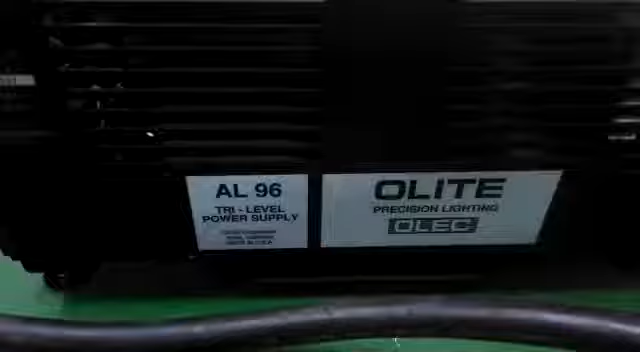 AL 96
TRI-LEVEL
POWER SUPPLY
OLITE
PRECISION LIGHTING
OLEC